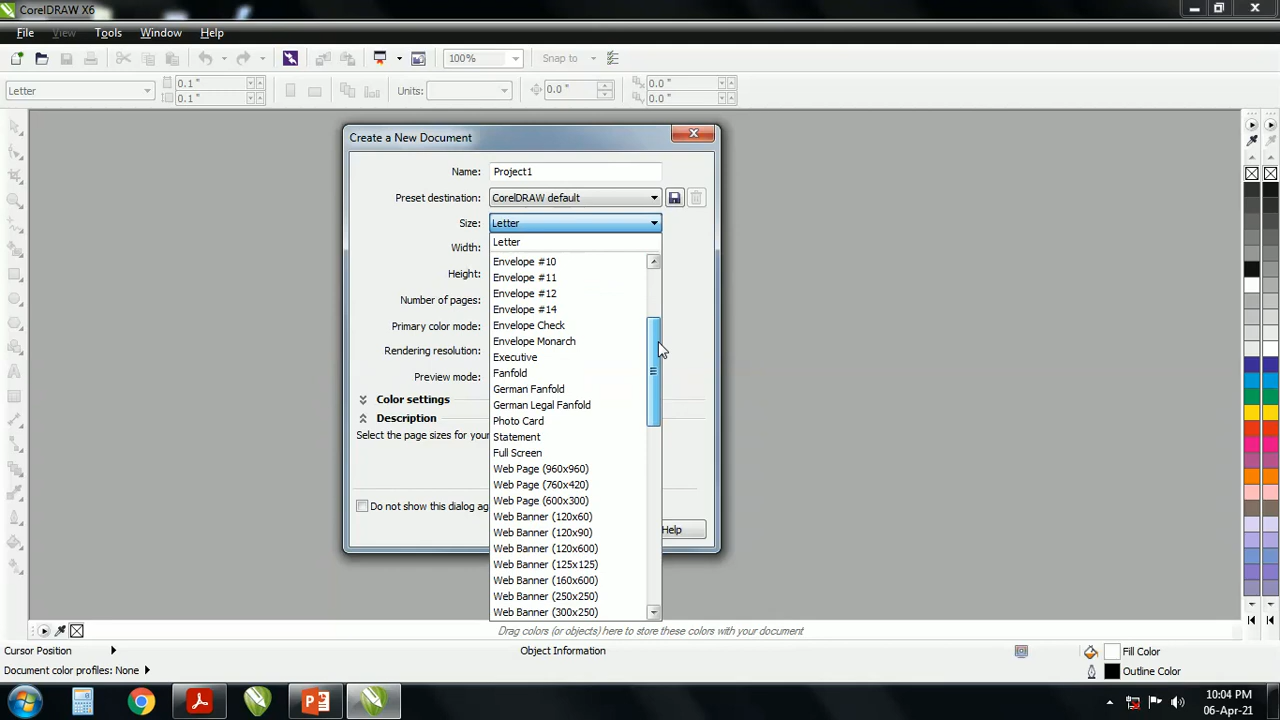 CorelDRAW X6
File View Tools Window Help
100% Snap to
Letter 0.1 " 0.1 " Units: 0.0 " 0.0 " 0.0 "
Create a New Document
Name: Project1
Preset destination: CorelDRAW default
Size: Letter
Width: Letter
Envelope #10
Height: Envelope #11
Envelope #12
Number of pages:
Envelope #14
Primary color mode: Envelope Check
Envelope Monarch
Rendering resolution: Executive
Preview mode: Fanfold
German Fanfold
Color settings German Legal Fanfold
Description Photo Card
Select the page sizes for your Statement
Full Screen
Web Page (960x960)
Web Page (760x420)
Do not show this dialog ag Web Page (600x300)
Web Banner (120x60)
Web Banner (120x90) Help
Web Banner (120x600)
Web Banner (125x125)
Web Banner (160x600)
Web Banner (250x250)
Web Banner (300x250)
Drag colors (or objects) here to store these colors with your document
Cursor Position Object Information Fill Color
Document color profiles: None Outline Color
10:04 PM
06-Apr-21